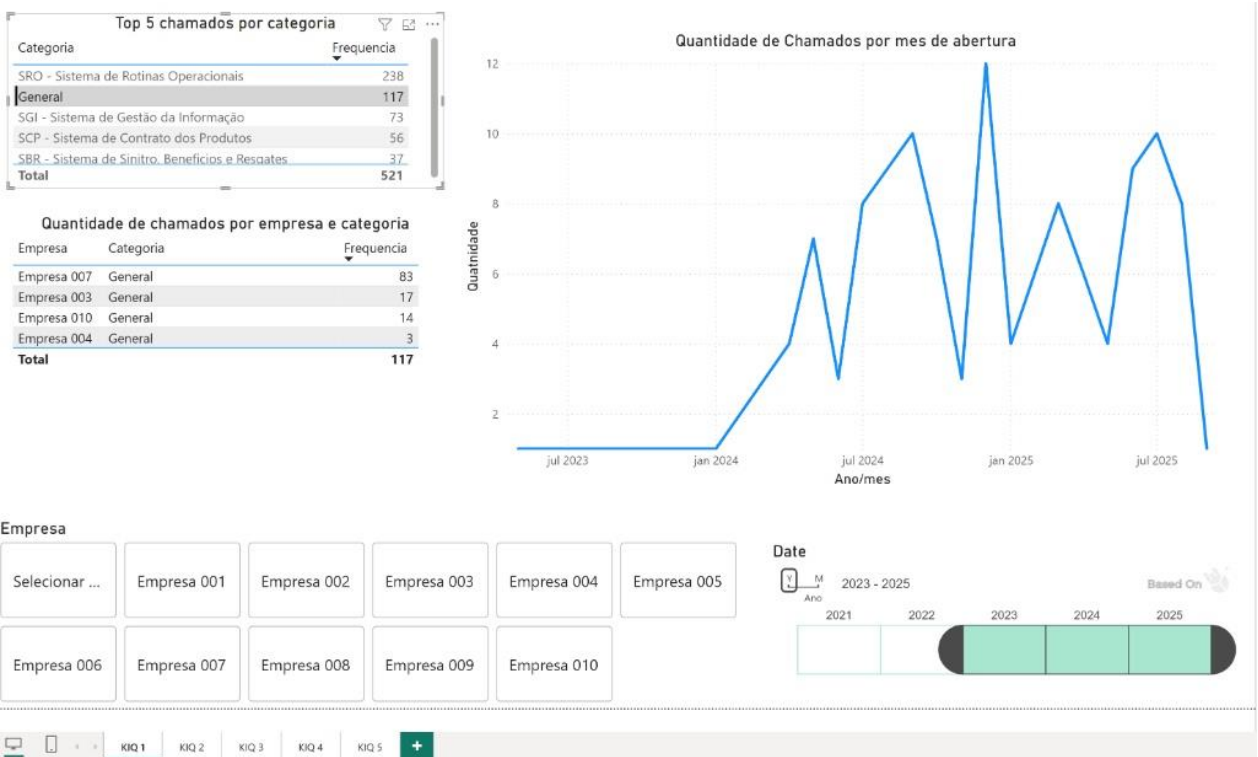 Top 5 chamados por categoria
Categoria Frequencia
SRO - Sistema de Rotinas Operacionais 238
General 117
SGI - Sistema de Gestão da Informação 73
SCP - Sistema de Contrato dos Produtos 56
SBR - Sistema de Sinitro, Beneficios e Resgates 37
Total 521
Quantidade de chamados por empresa e categoria
Empresa Categoria Frequencia
Empresa 007 General 83
Empresa 003 General 17
Empresa 010 General 14
Empresa 004 General 3
Total 117
Quantidade de Chamados por mes de abertura
Quatnidade
12
10
8
6
4
2
jul 2023 jan 2024 jul 2024 jan 2025 jul 2025
Ano/mes
Empresa
Selecionar ... Empresa 001 Empresa 002 Empresa 003 Empresa 004 Empresa 005
Empresa 006 Empresa 007 Empresa 008 Empresa 009 Empresa 010
Date
Y M 2023 - 2025 Based On
Ano
2021 2022 2023 2024 2025
KIQ 1 KIQ 2 KIQ 3 KIQ 4 KIQ 5 +